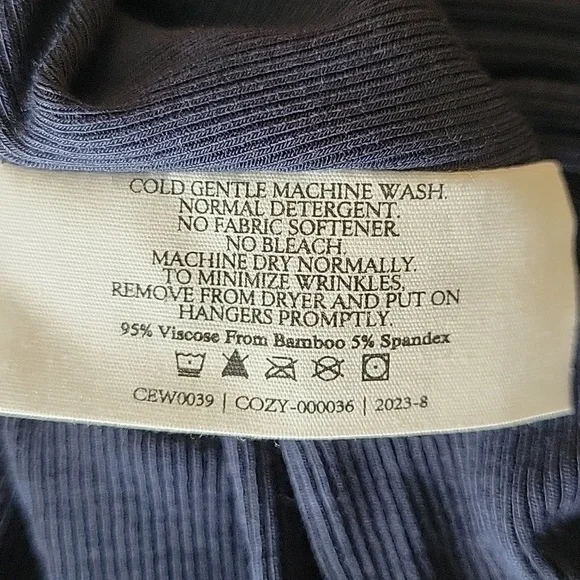 COLD GENTLE MACHINE WASH.
NORMAL DETERGENT.
NO FABRIC SOFTENER
NO BLEACH.
MACHINE DRY NORMALLY.
TO MINIMIZE WRINKLES,
REMOVE FROM DRYER AND PUT ON
HANGERS PROMPTLY.
95% Viscose From Bamboo 5% Spandex
CEW0039 | COZY-000036 | 2023-8